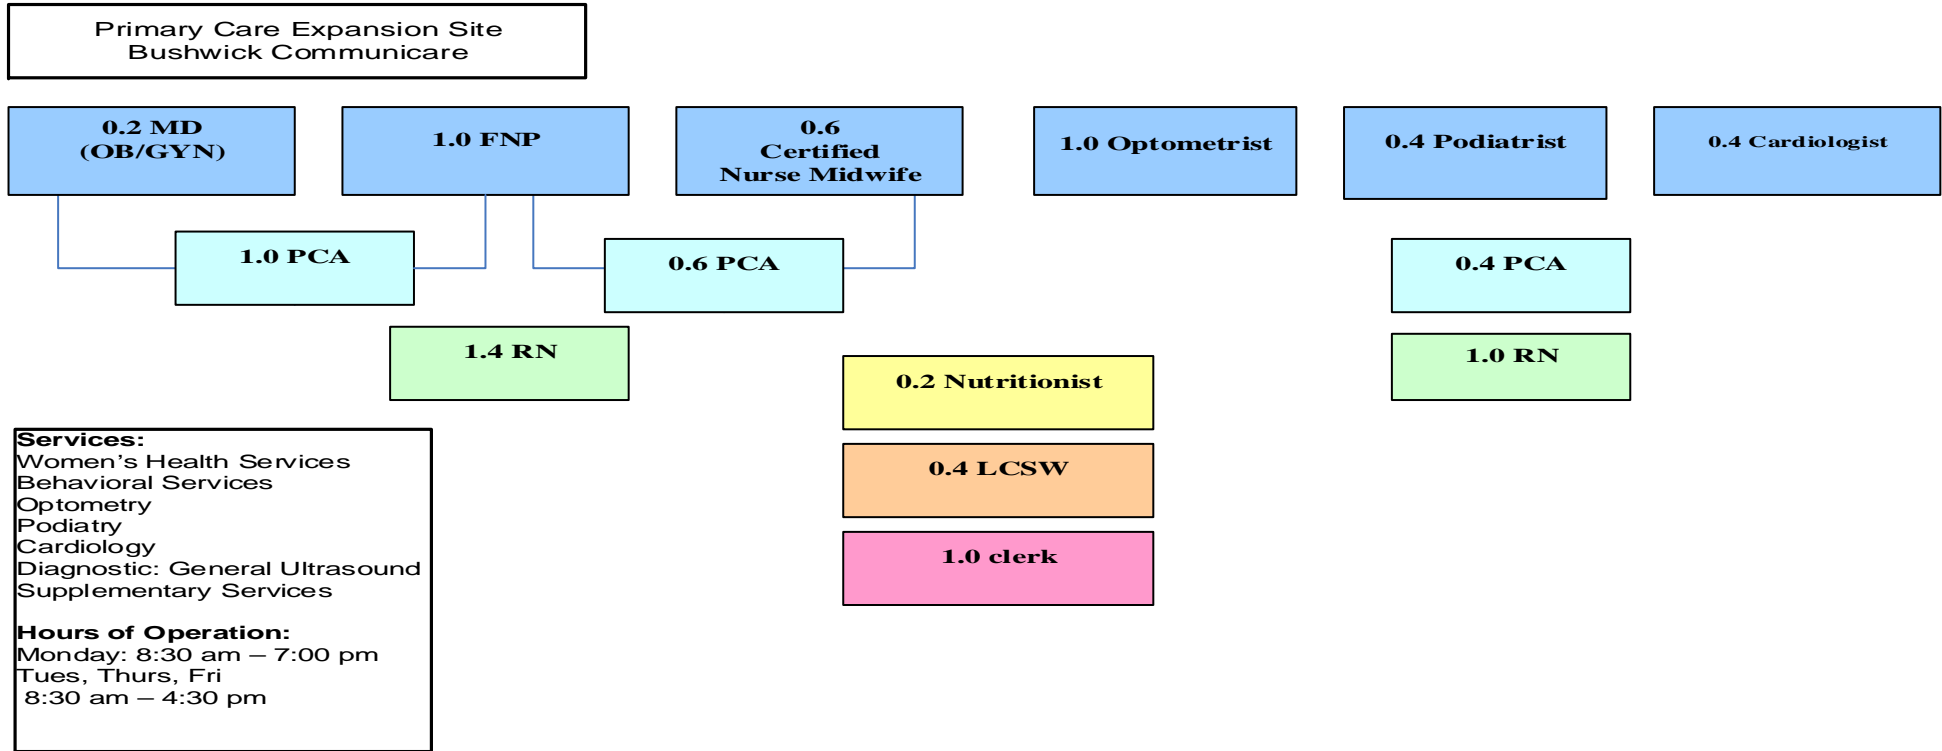 Primary Care Expansion Site
Bushwick Communicare
0.2 MD
(OB/GYN)
1.0 FNP
0.6
Certified
Nurse Midwife
1.0 Optometrist
0.4 Podiatrist
0.4 Cardiologist
1.0 PCA
0.6 PCA
0.4 PCA
1.4 RN
1.0 RN
0.2 Nutritionist
0.4 LCSW
1.0 clerk
Services:
Women’s Health Services
Behavioral Services
Optometry
Podiatry
Cardiology
Diagnostic: General Ultrasound
Supplementary Services
Hours of Operation:
Monday: 8:30 am – 7:00 pm
Tues, Thurs, Fri
8:30 am – 4:30 pm